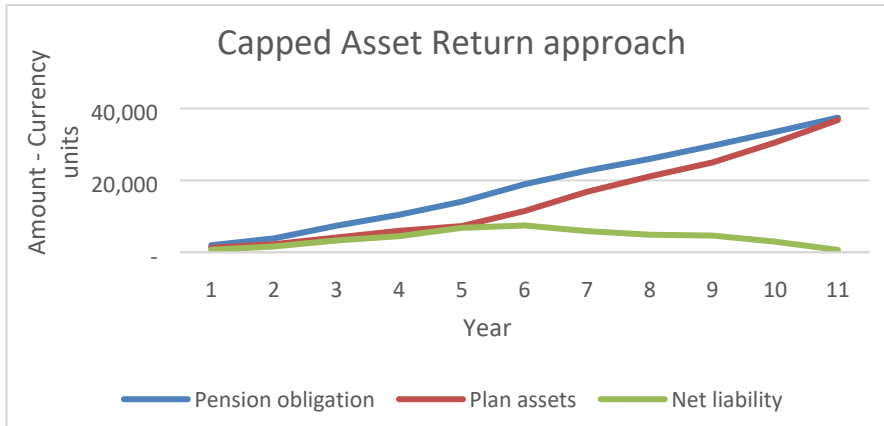 Capped Asset Return approach
Amount - Currency
units
40,000
20,000
-
1 2 3 4 5 6 7 8 9 10 11
Year
Pension obligation Plan assets Net liability